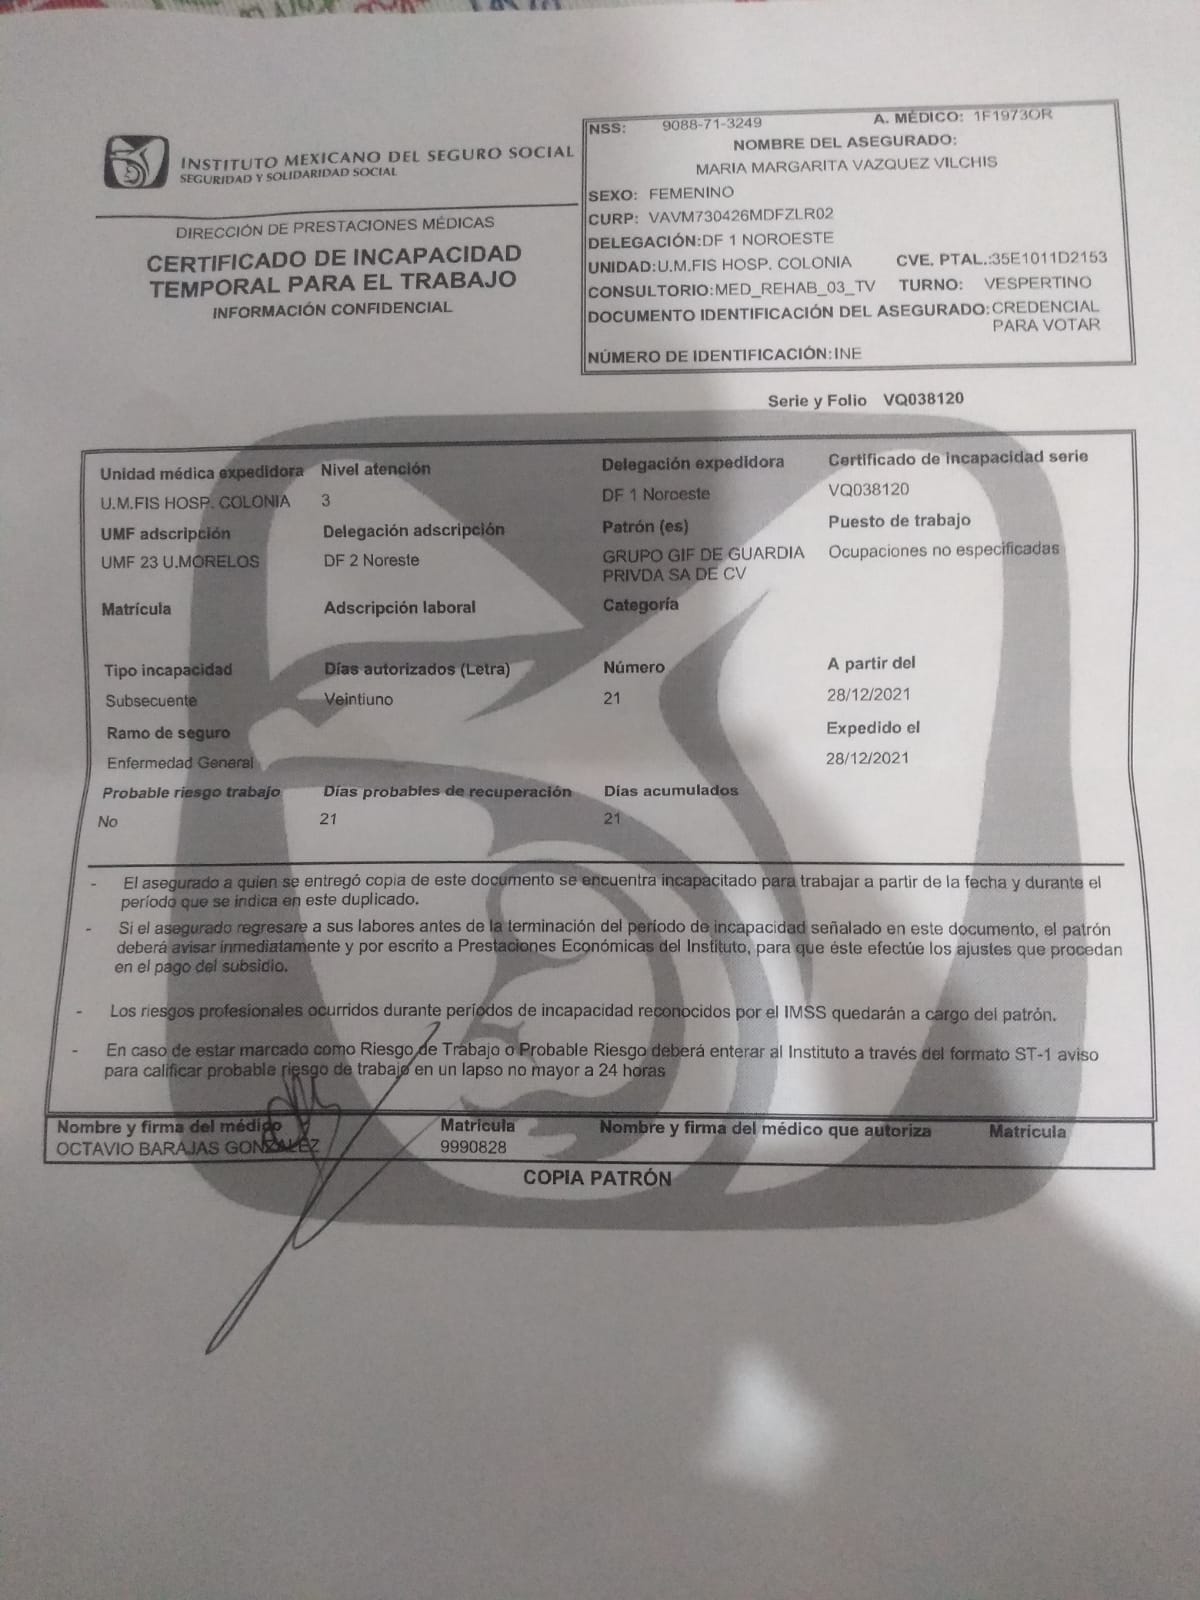 INSTITUTO MEXICANO DEL SEGURO SOCIAL
SEGURIDAD Y SOLIDARIDAD SOCIAL
DIRECCIÓN DE PRESTACIONES MÉDICAS
CERTIFICADO DE INCAPACIDAD
TEMPORAL PARA EL TRABAJO
INFORMACIÓN CONFIDENCIAL
NSS: 9088-71-3249 A. MÉDICO: 1F1973OR
NOMBRE DEL ASEGURADO:
MARIA MARGARITA VAZQUEZ VILCHIS
SEXO: FEMENINO
CURP: VAVM730426MDFZLR02
DELEGACIÓN:DF 1 NOROESTE
UNIDAD:U.M.FIS HOSP. COLONIA CVE. PTAL.:35E1011D2153
CONSULTORIO:MED_REHAB_03_TV TURNO: VESPERTINO
DOCUMENTO IDENTIFICACIÓN DEL ASEGURADO:CREDENCIAL
PARA VOTAR
NÚMERO DE IDENTIFICACIÓN:INE
Serie y Folio VQ038120
Unidad médica expedidora Nivel atención Delegación expedidora Certificado de incapacidad serie
U.M.FIS HOSP. COLONIA 3 DF 1 Noroeste VQ038120
UMF adscripción Delegación adscripción Patrón (es) Puesto de trabajo
UMF 23 U.MORELOS DF 2 Noreste GRUPO GIF DE GUARDIA Ocupaciones no especificadas
PRIVDA SA DE CV
Matrícula Adscripción laboral Categoría
Tipo incapacidad Días autorizados (Letra) Número A partir del
Subsecuente Veintiuno 21 28/12/2021
Ramo de seguro Expedido el
Enfermedad General 28/12/2021
Probable riesgo trabajo Días probables de recuperación Días acumulados
No 21 21
- El asegurado a quien se entregó copia de este documento se encuentra incapacitado para trabajar a partir de la fecha y durante el
período que se indica en este duplicado.
- Si el asegurado regresare a sus labores antes de la terminación del período de incapacidad señalado en este documento, el patrón
deberá avisar inmediatamente y por escrito a Prestaciones Económicas del Instituto, para que éste efectúe los ajustes que procedan
en el pago del subsidio.
- Los riesgos profesionales ocurridos durante períodos de incapacidad reconocidos por el IMSS quedarán a cargo del patrón.
- En caso de estar marcado como Riesgo de Trabajo o Probable Riesgo deberá enterar al Instituto a través del formato ST-1 aviso
para calificar probable riesgo de trabajo en un lapso no mayor a 24 horas
Nombre y firma del médico Matrícula Nombre y firma del médico que autoriza Matrícula
OCTAVIO BARAJAS GONZALEZ 9990828
COPIA PATRÓN